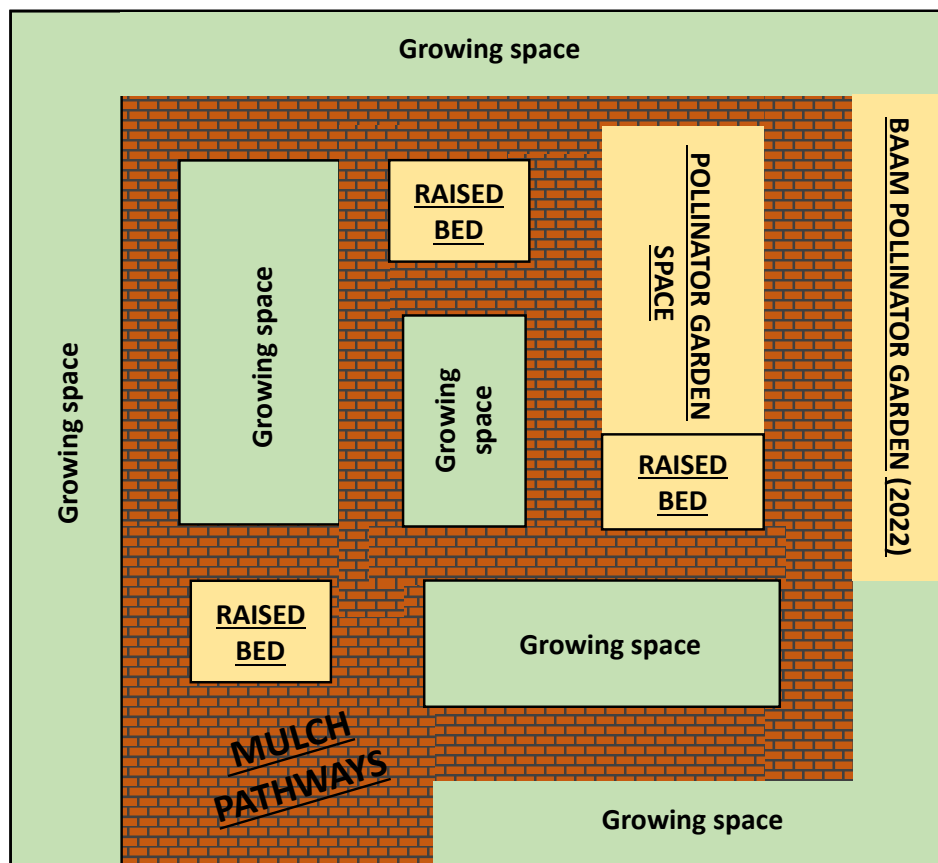 Growing space
Growing space
Growing space
RAISED
BED
Growing
space
POLLINATOR GARDEN
SPACE
RAISED
BED
BAAM POLLINATOR GARDEN (2022)
RAISED
BED
Growing space
MULCH
PATHWAYS
Growing space